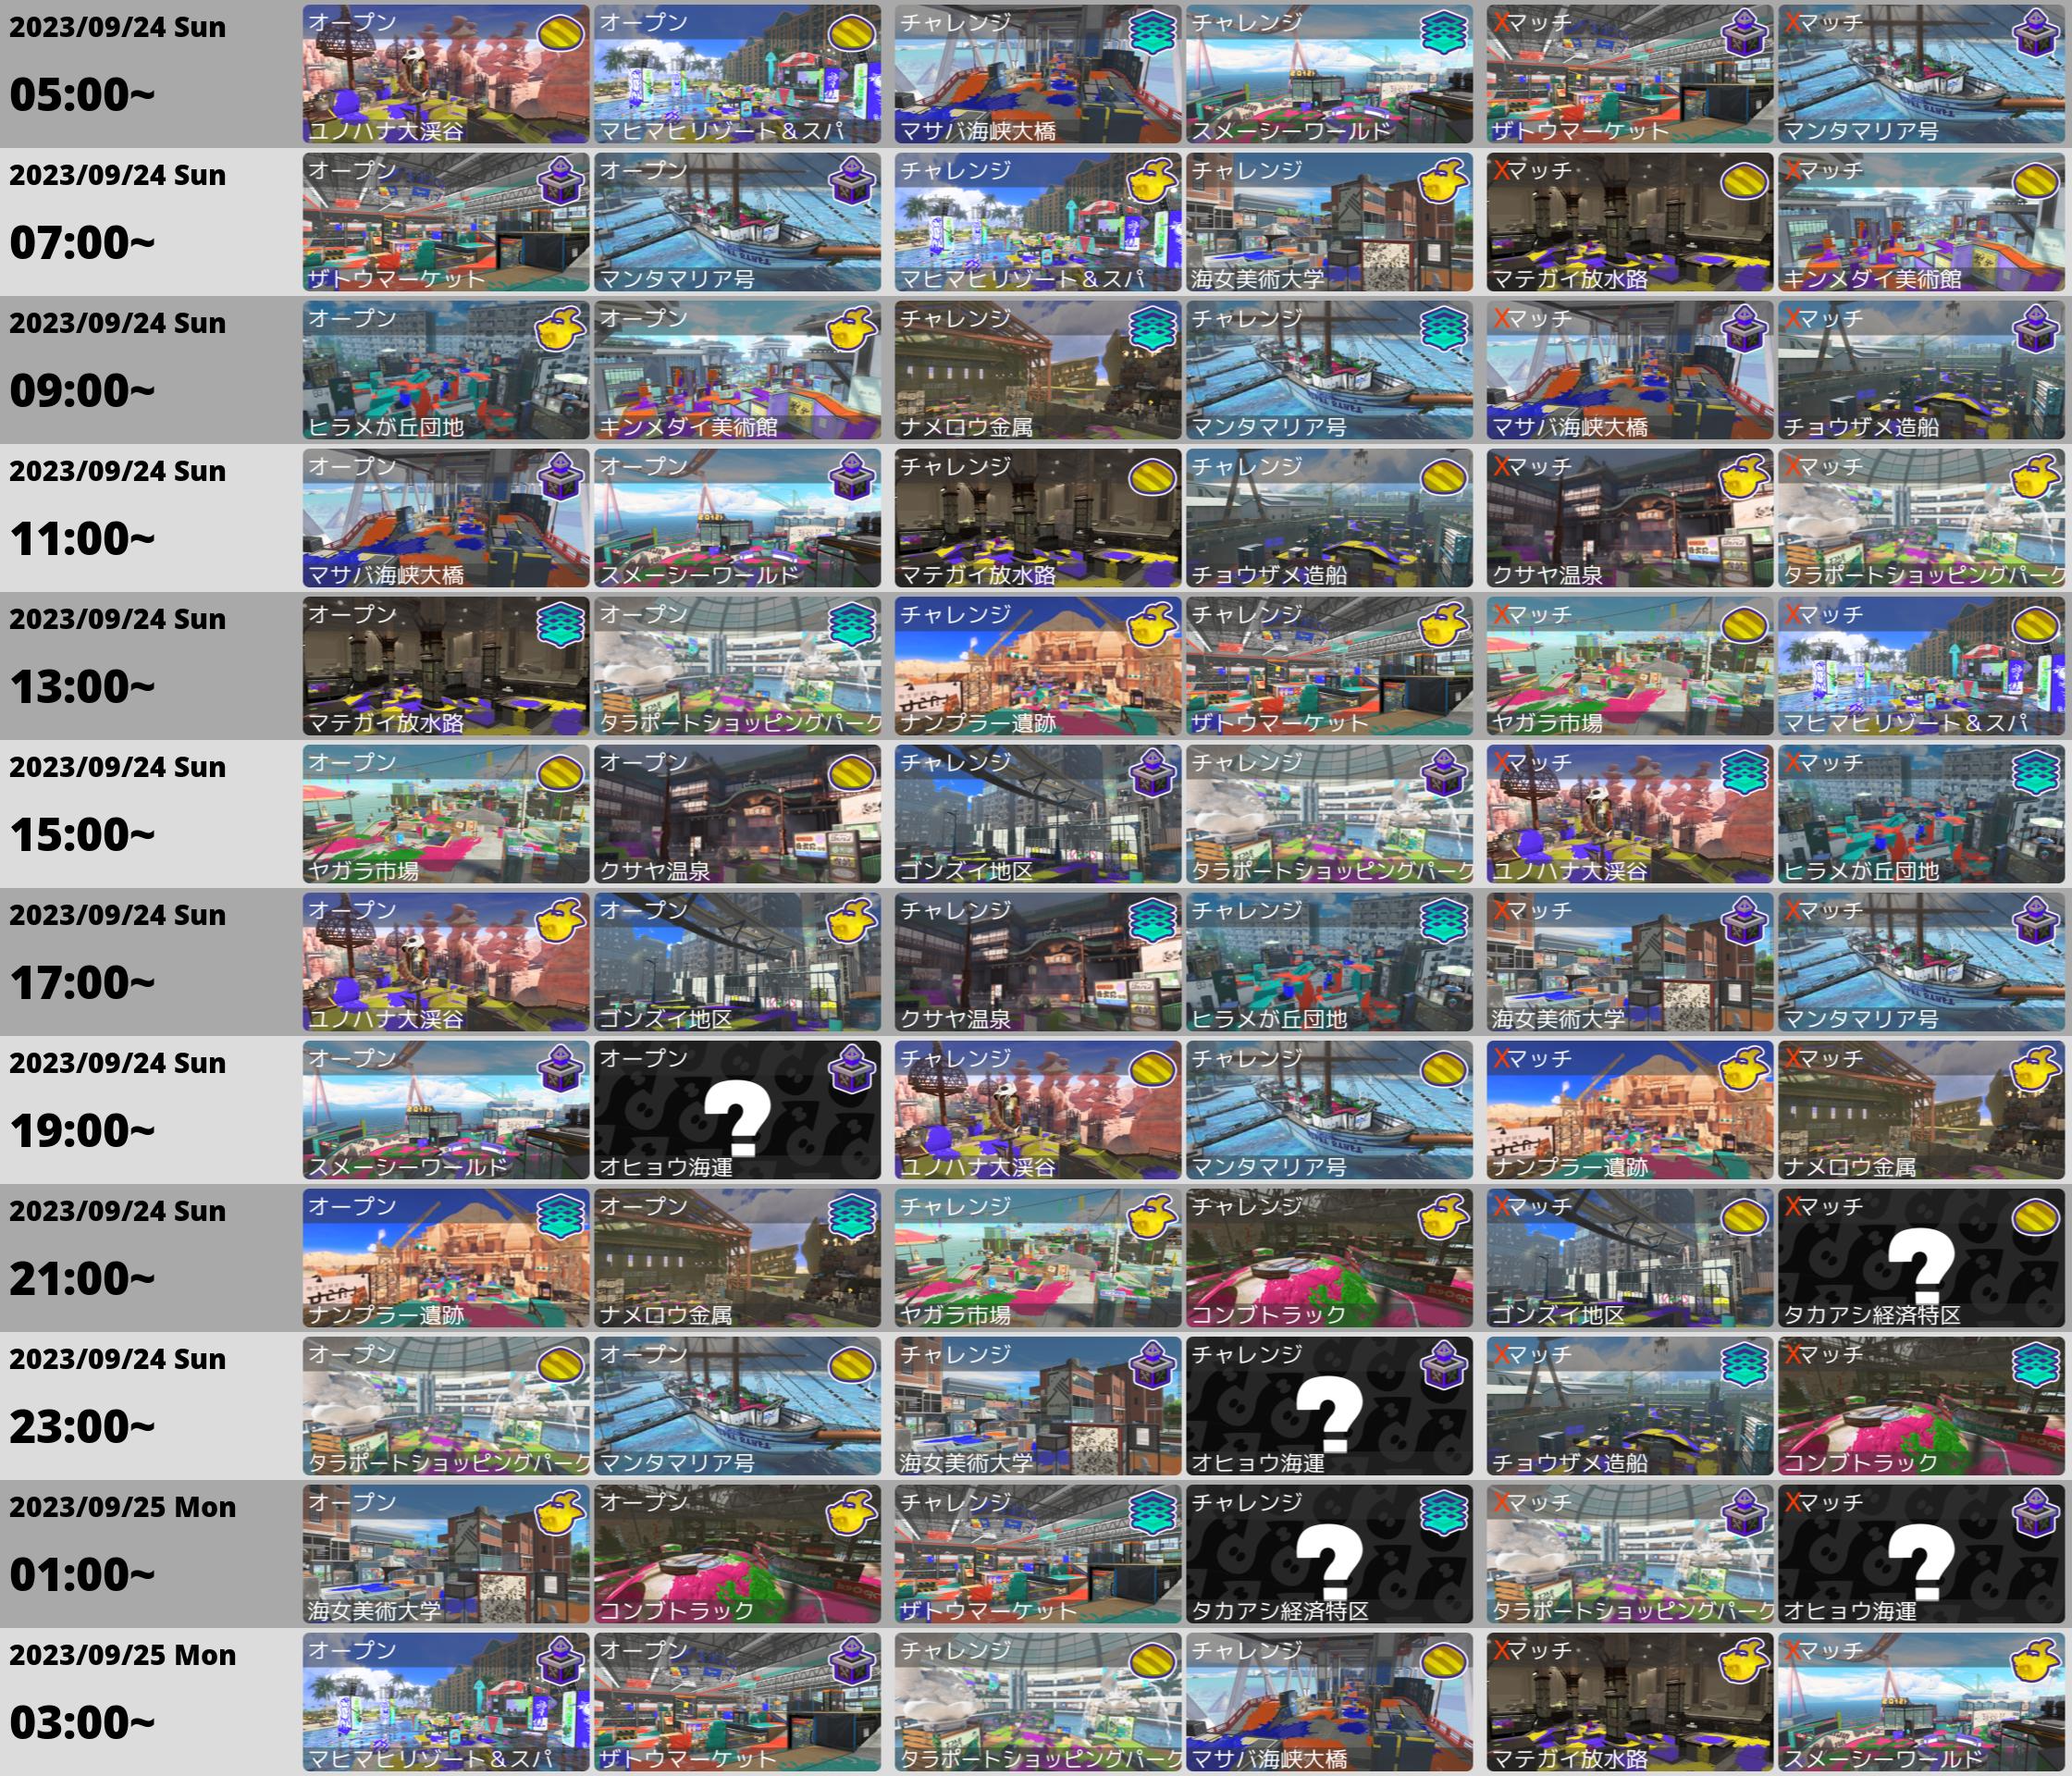 2023/09/24 Sun
05:00~
オープン
ユノハナ大渓谷
オープン
マヒマヒリゾート＆スパ
チャレンジ
マサバ海峡大橋
チャレンジ
スメーシーワールド
Xマッチ
ザトウマーケット
Xマッチ
マンタマリア号
2023/09/24 Sun
07:00~
オープン
ザトウマーケット
オープン
マンタマリア号
チャレンジ
マヒマヒリゾート＆スパ
チャレンジ
海女美術大学
Xマッチ
マテガイ放水路
Xマッチ
キンメダイ美術館
2023/09/24 Sun
09:00~
オープン
ヒラメが丘団地
オープン
キンメダイ美術館
チャレンジ
ナメロウ金属
チャレンジ
マンタマリア号
Xマッチ
マサバ海峡大橋
Xマッチ
チョウザメ造船
2023/09/24 Sun
11:00~
オープン
マサバ海峡大橋
オープン
スメーシーワールド
チャレンジ
マテガイ放水路
チャレンジ
チョウザメ造船
Xマッチ
クサヤ温泉
Xマッチ
タラポートショッピングパーク
2023/09/24 Sun
13:00~
オープン
マテガイ放水路
オープン
タラポートショッピングパーク
チャレンジ
ナンプラー遺跡
チャレンジ
ザトウマーケット
Xマッチ
ヤガラ市場
Xマッチ
マヒマヒリゾート＆スパ
2023/09/24 Sun
15:00~
オープン
ヤガラ市場
オープン
クサヤ温泉
チャレンジ
ゴンズイ地区
チャレンジ
タラポートショッピングパーク
Xマッチ
ユノハナ大渓谷
Xマッチ
ヒラメが丘団地
2023/09/24 Sun
17:00~
オープン
ユノハナ大渓谷
オープン
ゴンズイ地区
チャレンジ
クサヤ温泉
チャレンジ
ヒラメが丘団地
Xマッチ
海女美術大学
Xマッチ
マンタマリア号
2023/09/24 Sun
19:00~
オープン
スメーシーワールド
オープン
?
オヒョウ海運
チャレンジ
ユノハナ大渓谷
チャレンジ
マンタマリア号
Xマッチ
ナンプラー遺跡
Xマッチ
ナメロウ金属
2023/09/24 Sun
21:00~
オープン
ナンプラー遺跡
オープン
ナメロウ金属
チャレンジ
ヤガラ市場
チャレンジ
コンブトラック
Xマッチ
ゴンズイ地区
Xマッチ
?
タカアシ経済特区
2023/09/24 Sun
23:00~
オープン
タラポートショッピングパーク
オープン
マンタマリア号
チャレンジ
海女美術大学
チャレンジ
?
オヒョウ海運
Xマッチ
チョウザメ造船
Xマッチ
コンブトラック
2023/09/25 Mon
01:00~
オープン
海女美術大学
オープン
コンブトラック
チャレンジ
ザトウマーケット
チャレンジ
?
タカアシ経済特区
Xマッチ
タラポートショッピングパーク
Xマッチ
?
オヒョウ海運
2023/09/25 Mon
03:00~
オープン
マヒマヒリゾート＆スパ
オープン
ザトウマーケット
チャレンジ
タラポートショッピングパーク
チャレンジ
マサバ海峡大橋
Xマッチ
マテガイ放水路
Xマッチ
スメーシーワールド